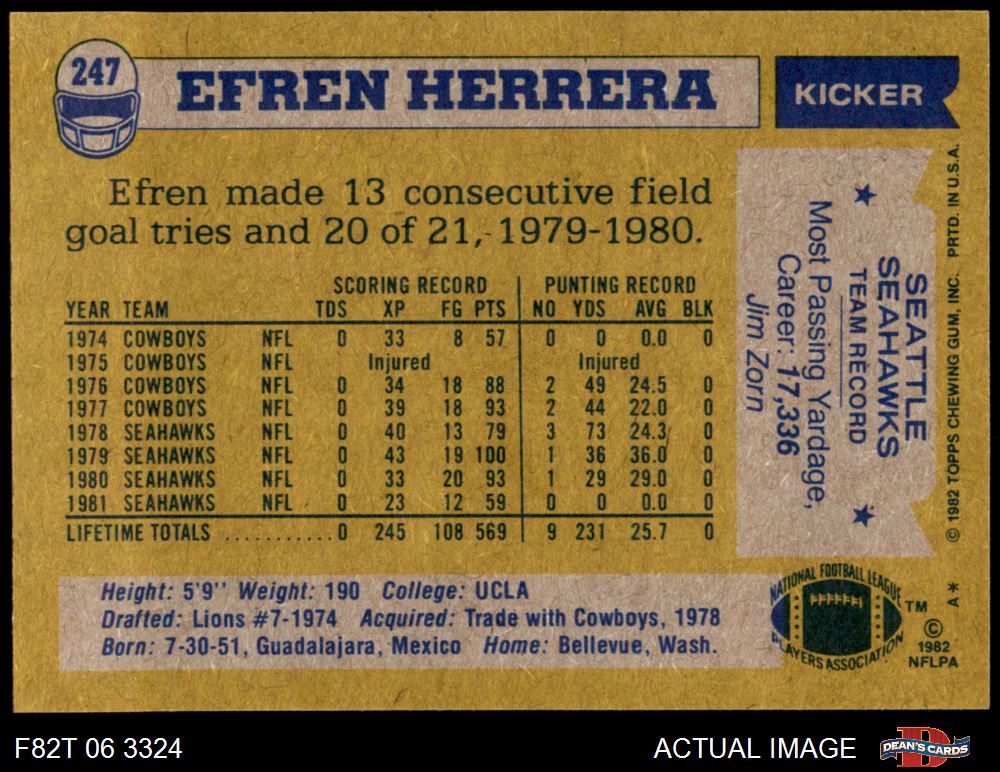 247
EFREN HERRERA
KICKER
Efren made 13 consecutive field
goal tries and 20 of 21, 1979-1980.
SCORING RECORD PUNTING RECORD
YEAR TEAM TDS XP FG PTS NO YDS AVG BLK
1974 COWBOYS NFL 0 33 8 57 0 0 0.0 0
1975 COWBOYS NFL Injured Injured
1976 COWBOYS NFL 0 34 18 88 2 49 24.5 0
1977 COWBOYS NFL 0 39 18 93 2 44 22.0 0
1978 SEAHAWKS NFL 0 40 13 79 3 73 24.3 0
1979 SEAHAWKS NFL 0 43 19 100 1 36 36.0 0
1980 SEAHAWKS NFL 0 33 20 93 1 29 29.0 0
1981 SEAHAWKS NFL 0 23 12 59 0 0 0.0 0
LIFETIME TOTALS ...........0 245 108 569 9 231 25.7 0
Height: 5'9" Weight: 190 College: UCLA
Drafted: Lions #7-1974 Acquired: Trade with Cowboys, 1978
Born: 7-30-51, Guadalajara, Mexico Home: Bellevue, Wash.
SEATTLE
SEAHAWKS
TEAM RECORD
Most Passing Yardage,
Career: 17,336
Jim Zorn
© 1982 TOPPS CHEWING GUM, INC. PRTD. IN U.S.A.
A *
NATIONAL FOOTBALL LEAGUE
PLAYERS ASSOCIATION
TM
©
1982
NFLPA
F82T 06 3324
ACTUAL IMAGE
DEAN'S CARDS